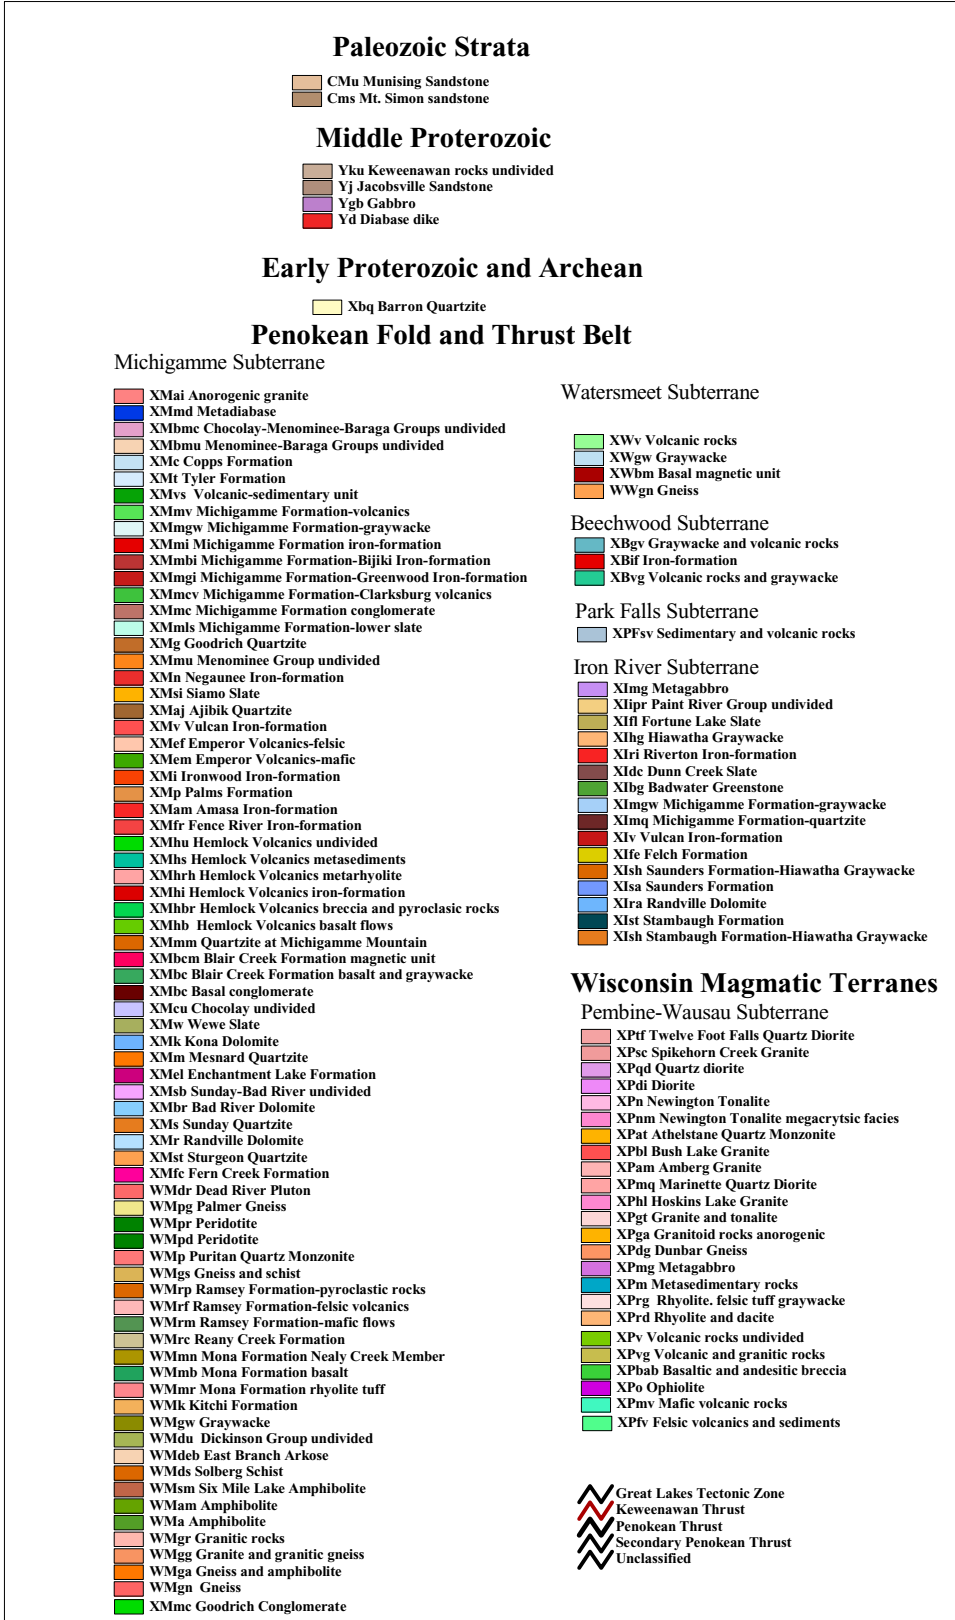 Paleozoic Strata
CMu Munising Sandstone
Cms Mt. Simon sandstone
Middle Proterozoic
Yku Keweenawan rocks undivided
Yj Jacobsville Sandstone
Ygb Gabbro
Yd Diabase dike
Early Proterozoic and Archean
Xbq Barron Quartzite
Penokean Fold and Thrust Belt
Michigamme Subterrane
XMai Anorogenic granite
XMmd Metadiabase
XMbmc Chocolay-Menominee-Baraga Groups undivided
XMbmu Menominee-Baraga Groups undivided
XMc Copps Formation
XMt Tyler Formation
XMvs Volcanic-sedimentary unit
XMmv Michigamme Formation-volcanics
XMmgw Michigamme Formation-graywacke
XMmi Michigamme Formation iron-formation
XMmbi Michigamme Formation-Bijiki Iron-formation
XMmgi Michigamme Formation-Greenwood Iron-formation
XMmcv Michigamme Formation-Clarksburg volcanics
XMmc Michigamme Formation conglomerate
XMmls Michigamme Formation-lower slate
XMg Goodrich Quartzite
XMmu Menominee Group undivided
XMn Negaunee Iron-formation
XMsi Siamo Slate
XMaj Ajibik Quartzite
XMv Vulcan Iron-formation
XMef Emperor Volcanics-felsic
XMem Emperor Volcanics-mafic
XMi Ironwood Iron-formation
XMp Palms Formation
XMam Amasa Iron-formation
XMfr Fence River Iron-formation
XMhu Hemlock Volcanics undivided
XMhs Hemlock Volcanics metasediments
XMhrh Hemlock Volcanics metarhyolite
XMhi Hemlock Volcanics iron-formation
XMhbr Hemlock Volcanics breccia and pyroclasic rocks
XMhb Hemlock Volcanics basalt flows
XMmm Quartzite at Michigamme Mountain
XMbcm Blair Creek Formation magnetic unit
XMbc Blair Creek Formation basalt and graywacke
XMbc Basal conglomerate
XMcu Chocolay undivided
XMw Wewe Slate
XMk Kona Dolomite
XMm Mesnard Quartzite
XMel Enchantment Lake Formation
XMsb Sunday-Bad River undivided
XMbr Bad River Dolomite
XMs Sunday Quartzite
XMr Randville Dolomite
XMst Sturgeon Quartzite
XMfc Fern Creek Formation
WMdr Dead River Pluton
WMpg Palmer Gneiss
WMpr Peridotite
WMpd Peridotite
WMp Puritan Quartz Monzonite
WMgs Gneiss and schist
WMrp Ramsey Formation-pyroclastic rocks
WMrf Ramsey Formation-felsic volcanics
WMrm Ramsey Formation-mafic flows
WMrc Reany Creek Formation
WMmn Mona Formation Nealy Creek Member
WMmb Mona Formation basalt
WMmr Mona Formation rhyolite tuff
WMk Kitchi Formation
WMgw Graywacke
WMdu Dickinson Group undivided
WMdeb East Branch Arkose
WMds Solberg Schist
WMsm Six Mile Lake Amphibolite
WMam Amphibolite
WMa Amphibolite
WMgr Granitic rocks
WMgg Granite and granitic gneiss
WMga Gneiss and amphibolite
WMgn Gneiss
XMmc Goodrich Conglomerate
Watersmeet Subterrane
XWv Volcanic rocks
XWgw Graywacke
XWbm Basal magnetic unit
WWgn Gneiss
Beechwood Subterrane
XBgv Graywacke and volcanic rocks
XBif Iron-formation
XBvg Volcanic rocks and graywacke
Park Falls Subterrane
XPFsv Sedimentary and volcanic rocks
Iron River Subterrane
XImg Metagabbro
XIipr Paint River Group undivided
XIfl Fortune Lake Slate
XIhg Hiawatha Graywacke
XIri Riverton Iron-formation
XIdc Dunn Creek Slate
XIbg Badwater Greenstone
XImgw Michigamme Formation-graywacke
XImq Michigamme Formation-quartzite
XIv Vulcan Iron-formation
XIfe Felch Formation
XIsh Saunders Formation-Hiawatha Graywacke
XIsa Saunders Formation
XIra Randville Dolomite
XIst Stambaugh Formation
XIsh Stambaugh Formation-Hiawatha Graywacke
Wisconsin Magmatic Terranes
Pembine-Wausau Subterrane
XPtf Twelve Foot Falls Quartz Diorite
XPsc Spikehorn Creek Granite
XPqd Quartz diorite
XPdi Diorite
XPn Newington Tonalite
XPnm Newington Tonalite megacrytsic facies
XPat Athelstane Quartz Monzonite
XPbl Bush Lake Granite
XPam Amberg Granite
XPmq Marinette Quartz Diorite
XPhl Hoskins Lake Granite
XPgt Granite and tonalite
XPga Granitoid rocks anorogenic
XPdg Dunbar Gneiss
XPmg Metagabbro
XPm Metasedimentary rocks
XPrg Rhyolite. felsic tuff graywacke
XPrd Rhyolite and dacite
XPv Volcanic rocks undivided
XPvg Volcanic and granitic rocks
XPbab Basaltic and andesitic breccia
XPo Ophiolite
XPmv Mafic volcanic rocks
XPfv Felsic volcanics and sediments
Great Lakes Tectonic Zone
Keweenawan Thrust
Penokean Thrust
Secondary Penokean Thrust
Unclassified